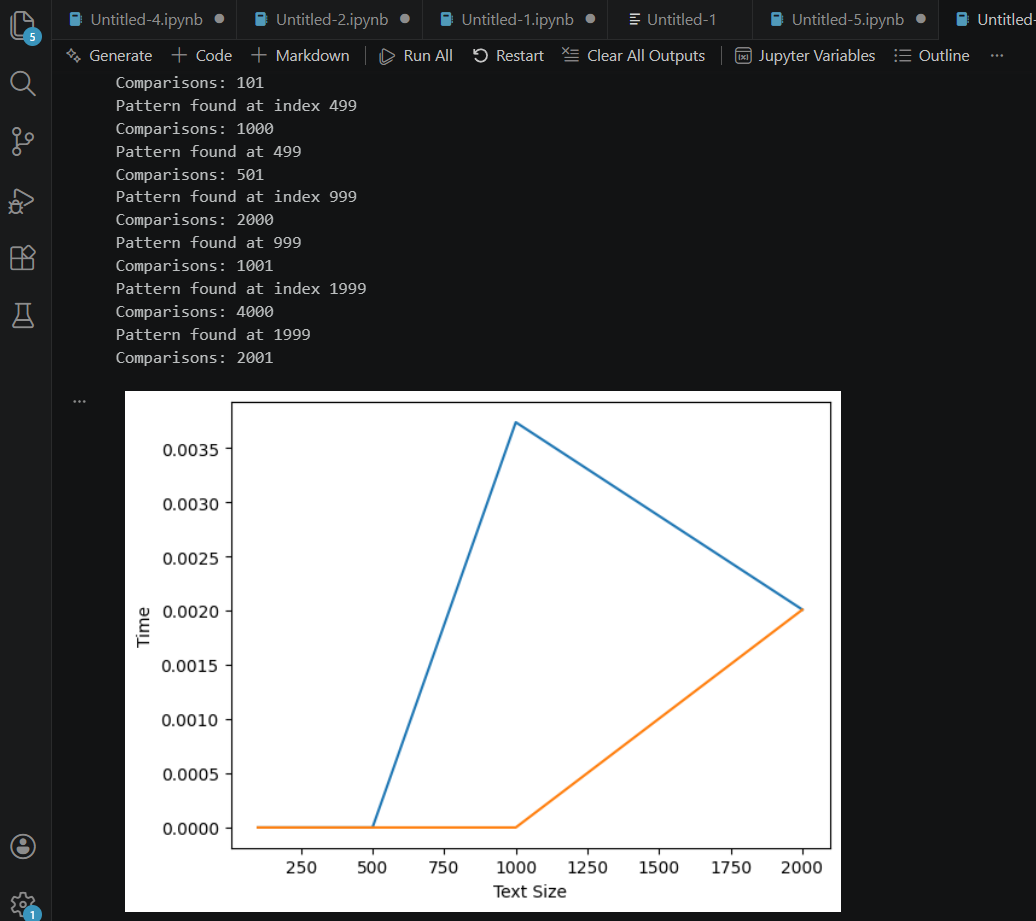 Untitled-4.ipynb Untitled-2.ipynb Untitled-1.ipynb Untitled-1 Untitled-5.ipynb Untitled-
Generate Code Markdown Run All Restart Clear All Outputs Jupyter Variables Outline ...
5
Comparisons: 101
Pattern found at index 499
Comparisons: 1000
Pattern found at 499
Comparisons: 501
Pattern found at index 999
Comparisons: 2000
Pattern found at 999
Comparisons: 1001
Pattern found at index 1999
Comparisons: 4000
Pattern found at 1999
Comparisons: 2001
...
0.0035
0.0030
0.0025
0.0020
0.0015
0.0010
0.0005
0.0000
Time
250 500 750 1000 1250 1500 1750 2000
Text Size
1